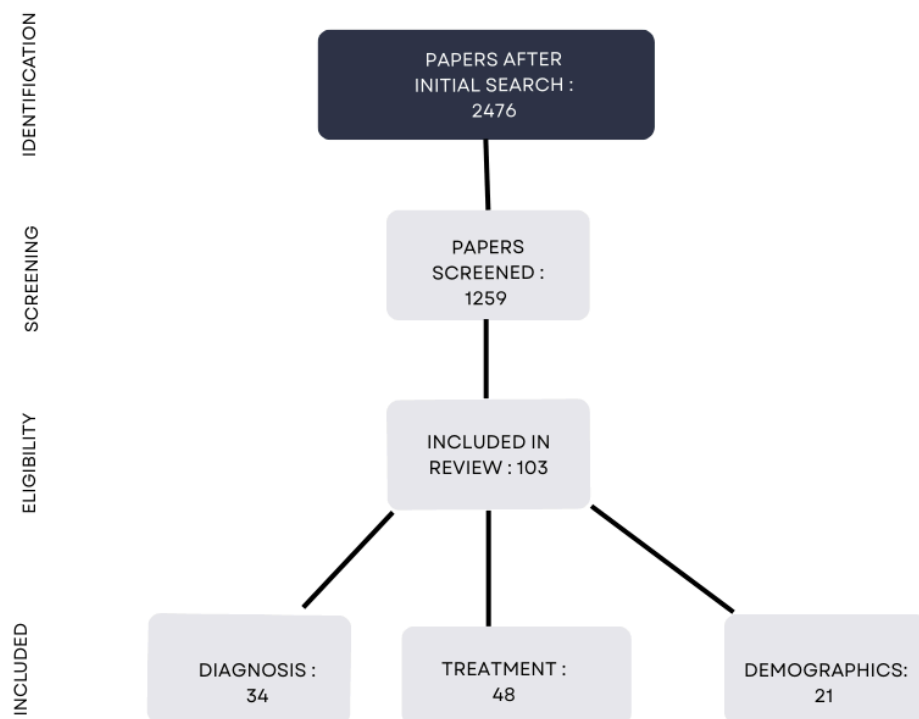 IDENTIFICATION
PAPERS AFTER
INITIAL SEARCH :
2476
SCREENING
PAPERS
SCREENED :
1259
ELIGIBILITY
INCLUDED IN
REVIEW : 103
INCLUDED
DIAGNOSIS :
34
TREATMENT :
48
DEMOGRAPHICS:
21